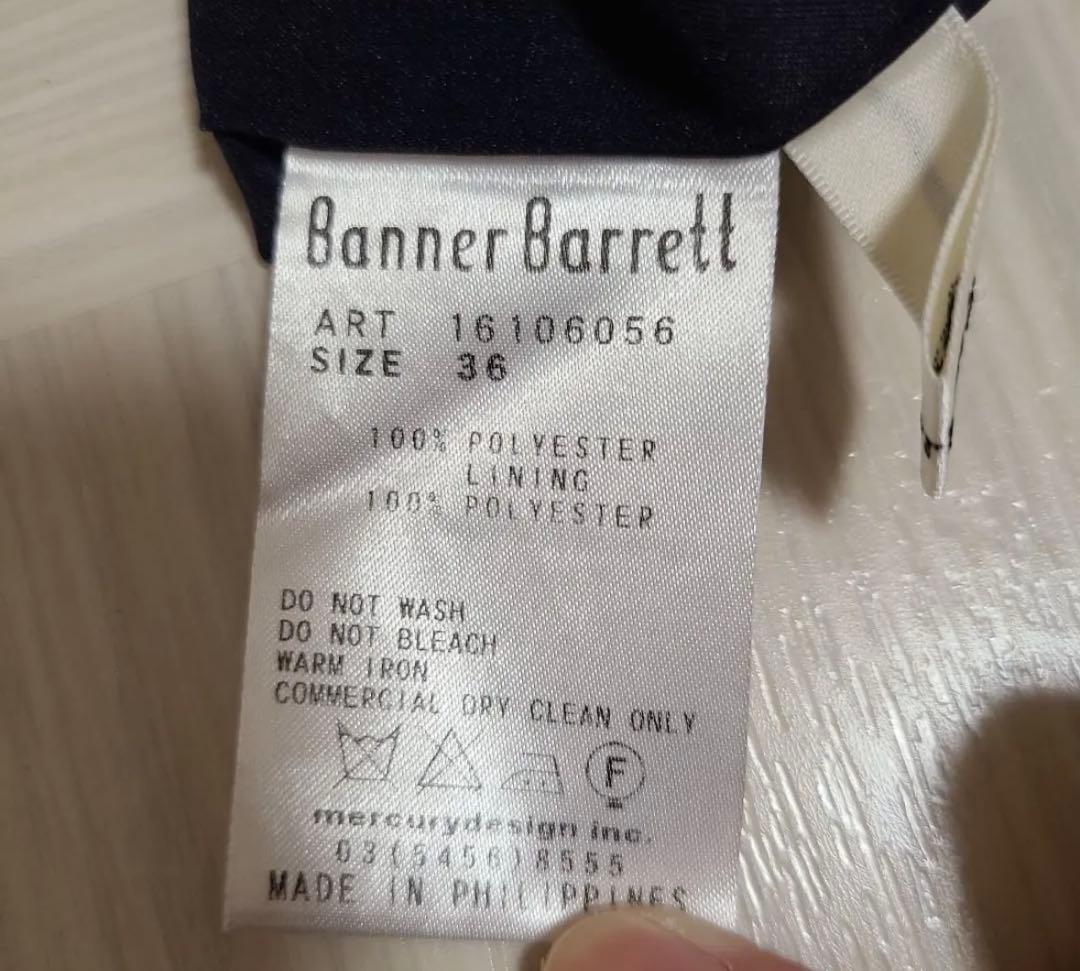 Banner Barrett
ART 16106056
SIZE 36
100% POLYESTER
LINING
100% POLYESTER
DO NOT WASH
DO NOT BLEACH
WARM IRON
COMMERCIAL DRY CLEAN ONLY
F
mercurydesign inc.
03(5456)8555
MADE IN PHILIPPINES